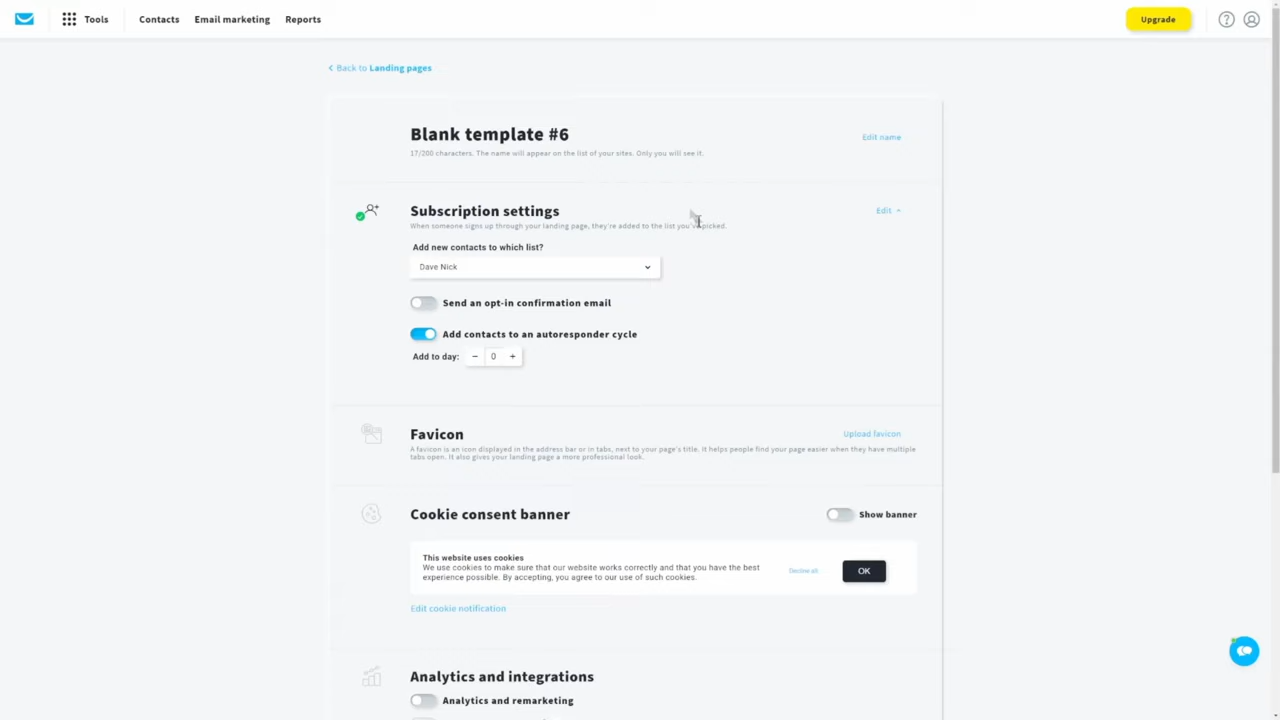 Tools
Contacts
Email marketing
Reports
Upgrade
Back to Landing pages
Blank template #6
Edit name
17/200 characters. The name will appear on the list of your sites. Only you will see it.
Subscription settings
Edit
When someone signs up through your landing page, they're added to the list you've picked.
Add new contacts to which list?
Dave Nick
Send an opt-in confirmation email
Add contacts to an autoresponder cycle
Add to day: − 0 +
Favicon
Upload favicon
A favicon is an icon displayed in the address bar or in tabs, next to your page's title. It helps people find your page easier when they have multiple
tabs open. It also gives your landing page a more professional look.
Cookie consent banner
Show banner
This website uses cookies
We use cookies to make sure that our website works correctly and that you have the best
experience possible. By accepting, you agree to our use of such cookies.
Decline all
OK
Edit cookie notification
Analytics and integrations
Analytics and remarketing